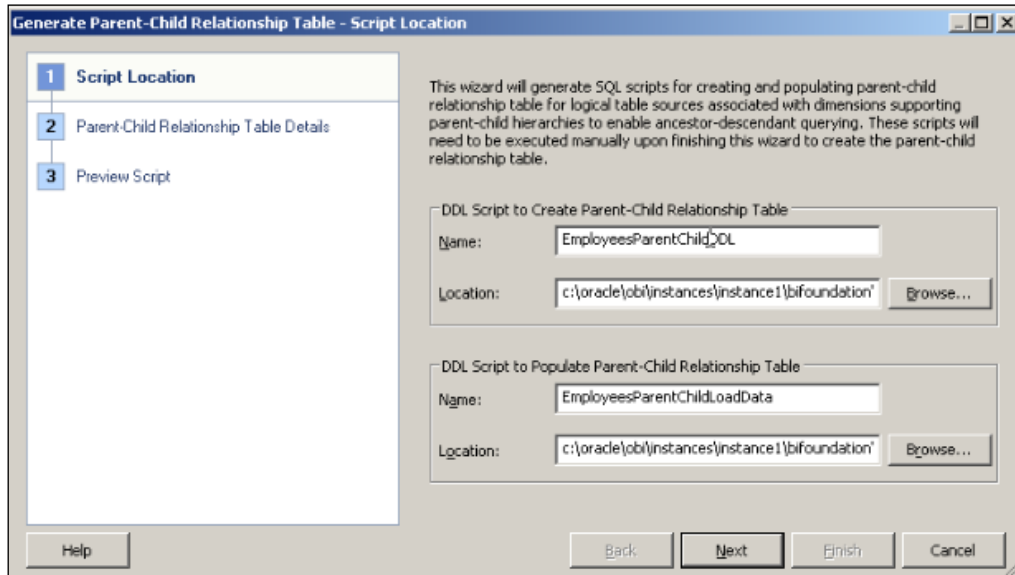 Generate Parent-Child Relationship Table - Script Location
1 Script Location
2 Parent-Child Relationship Table Details
3 Preview Script
This wizard will generate SQL scripts for creating and populating parent-child
relationship table for logical table sources associated with dimensions supporting
parent-child hierarchies to enable ancestor-descendant querying. These scripts will
need to be executed manually upon finishing this wizard to create the parent-child
relationship table.
DDL Script to Create Parent-Child Relationship Table
Name: EmployeesParentChildDDL
Location: c:\oracle\obi\instances\instance1\bifoundation\ Browse...
DDL Script to Populate Parent-Child Relationship Table
Name: EmployeesParentChildLoadData
Location: c:\oracle\obi\instances\instance1\bifoundation\ Browse...
Help Back Next Finish Cancel